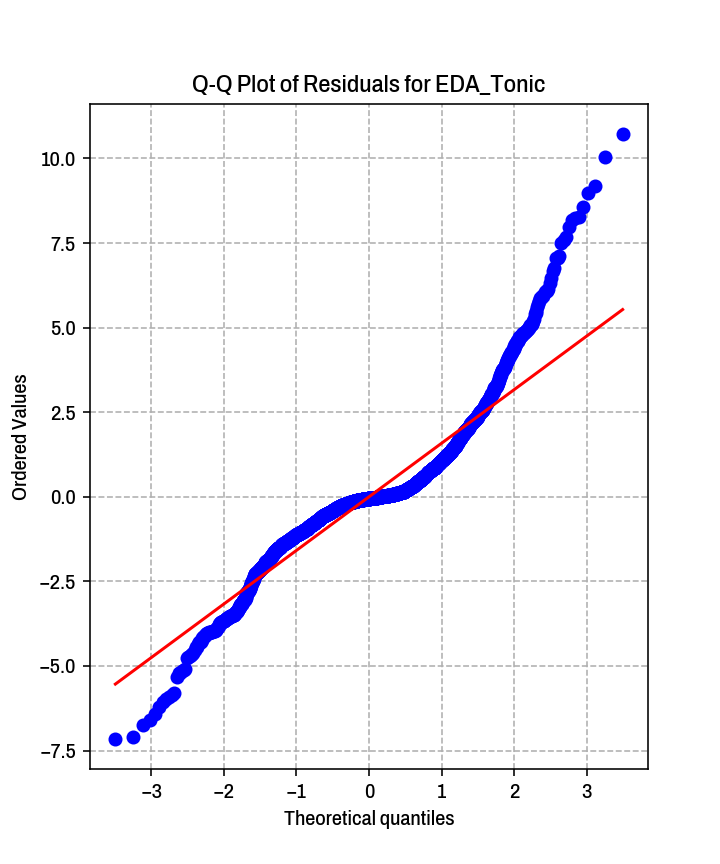 Q-Q Plot of Residuals for EDA_Tonic
10.0
7.5
5.0
2.5
0.0
−2.5
−5.0
−7.5
Ordered Values
−3 −2 −1 0 1 2 3
Theoretical quantiles